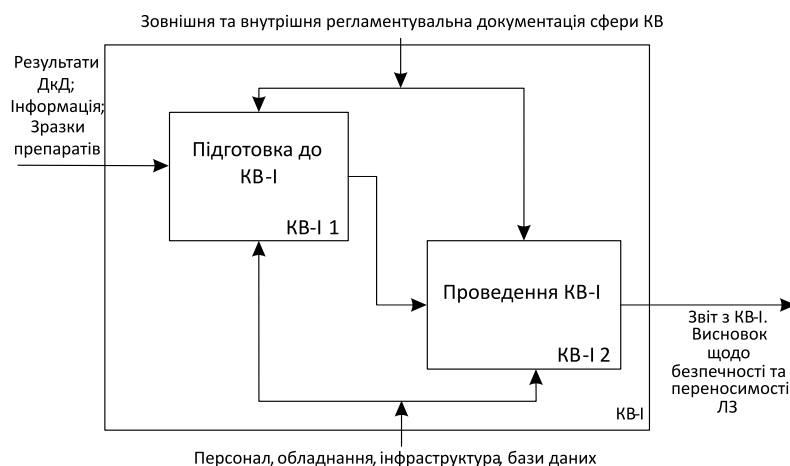 Зовнішня та внутрішня регламентувальна документація сфери КВ
Результати
ДкД;
Інформація;
Зразки
препаратів
Підготовка до
КВ-І
КВ-І 1
Проведення КВ-І
КВ-І 2
Звіт з КВ-І.
Висновок
щодо
безпечності та
переносимості
ЛЗ
КВ-І
Персонал, обладнання, інфраструктура, бази даних